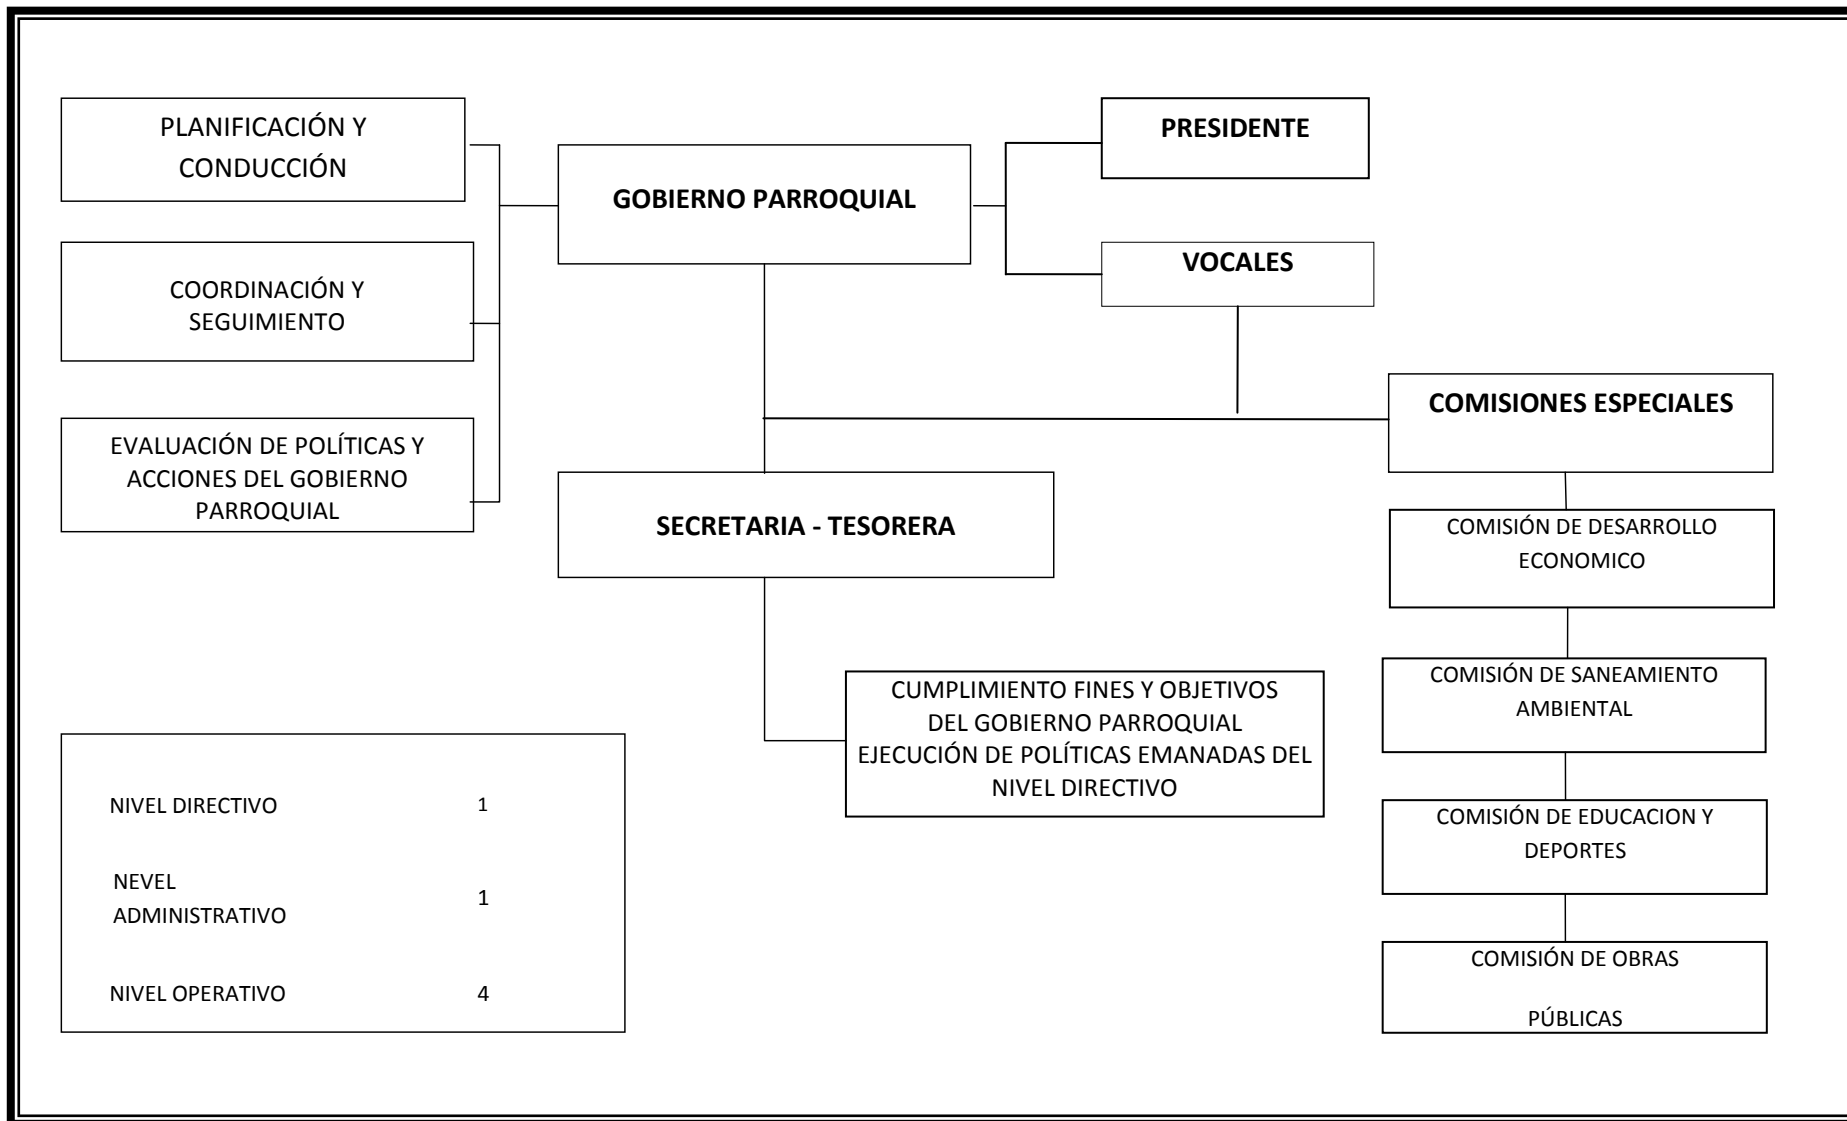 PLANIFICACIÓN Y
CONDUCCIÓN
GOBIERNO PARROQUIAL
PRESIDENTE
VOCALES
COORDINACIÓN Y
SEGUIMIENTO
COMISIONES ESPECIALES
EVALUACIÓN DE POLÍTICAS Y
ACCIONES DEL GOBIERNO
PARROQUIAL
SECRETARIA - TESORERA
COMISIÓN DE DESARROLLO
ECONOMICO
COMISIÓN DE SANEAMIENTO
AMBIENTAL
CUMPLIMIENTO FINES Y OBJETIVOS
DEL GOBIERNO PARROQUIAL
EJECUCIÓN DE POLÍTICAS EMANADAS DEL
NIVEL DIRECTIVO
COMISIÓN DE EDUCACION Y
DEPORTES
COMISIÓN DE OBRAS
PÚBLICAS
NIVEL DIRECTIVO 1
NEVEL
ADMINISTRATIVO 1
NIVEL OPERATIVO 4